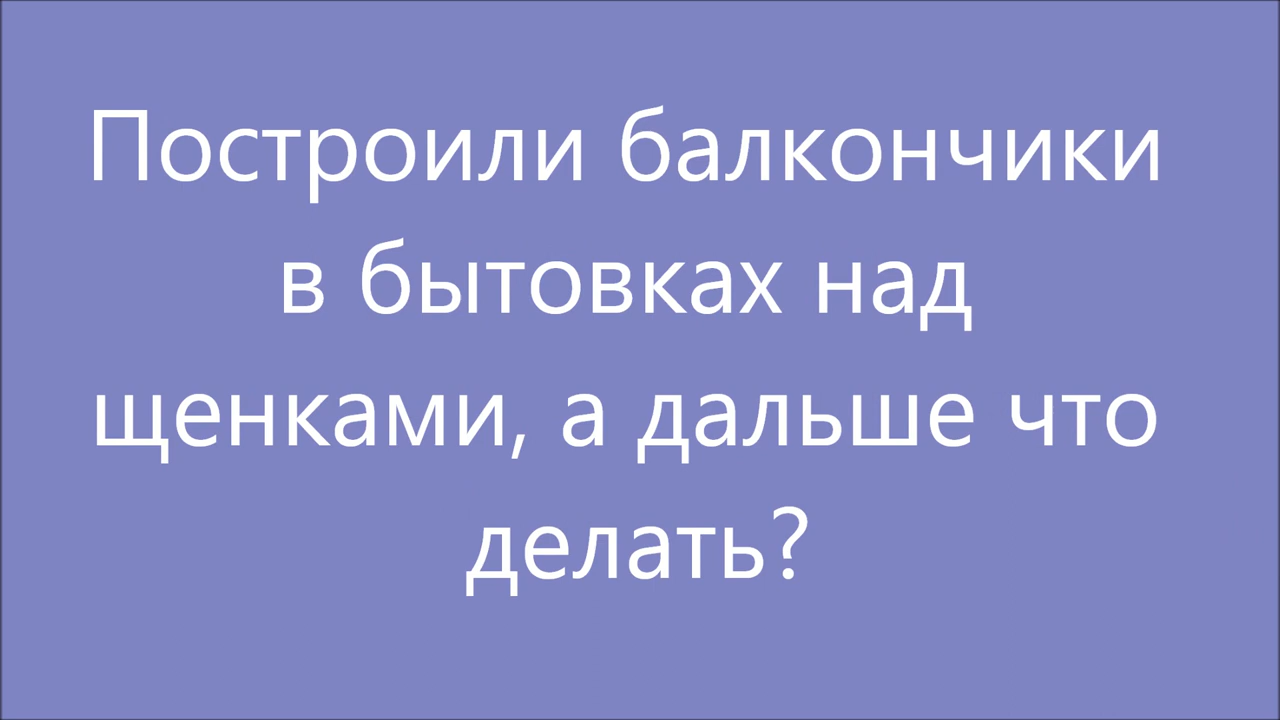 Построили балкончики
в бытовках над
щенками, а дальше что
делать?